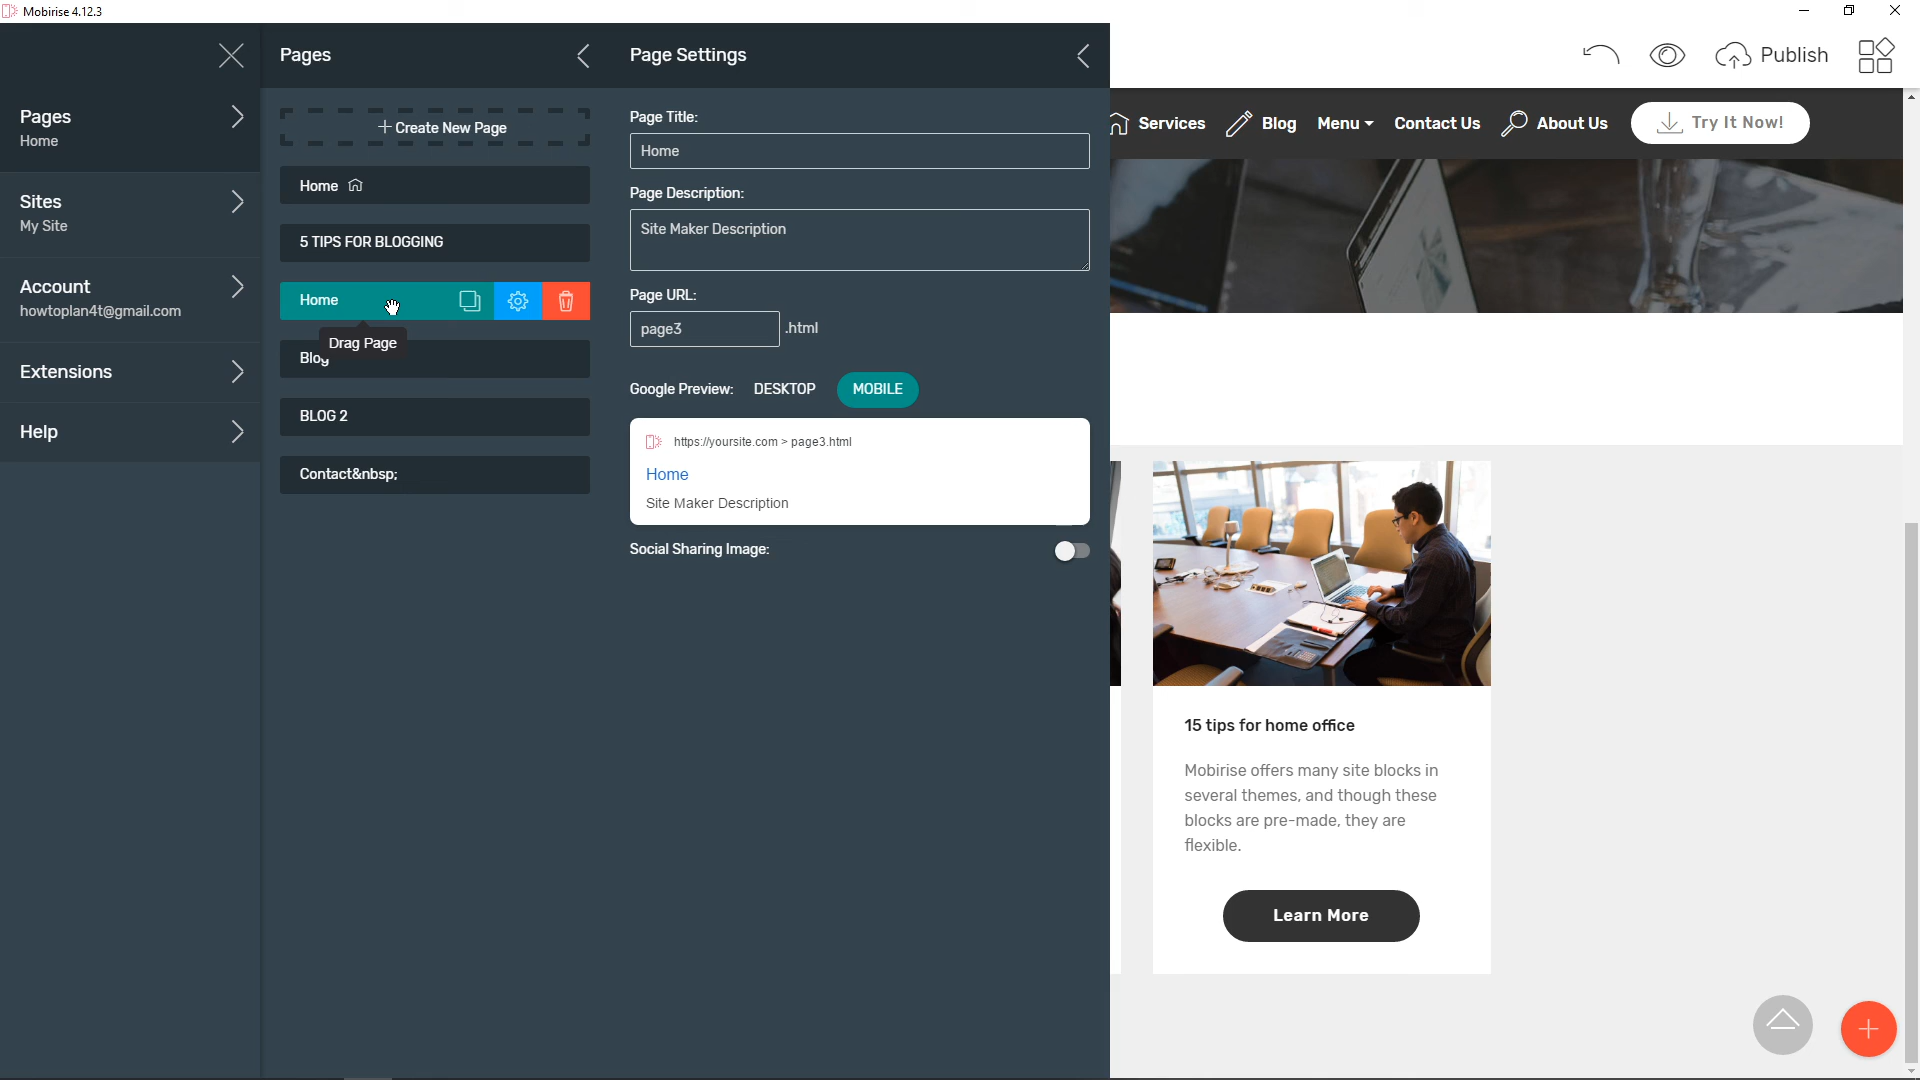 Mobirise 4.12.3
Pages
Home
Sites
My Site
Account
howtoplan4t@gmail.com
Extensions
Help
Pages
+ Create New Page
Home
5 TIPS FOR BLOGGING
Home
Drag Page
Blog
BLOG 2
Contact&nbsp;
Page Settings
Page Title:
Home
Page Description:
Site Maker Description
Page URL:
page3 .html
Google Preview: DESKTOP MOBILE
https://yoursite.com > page3.html
Home
Site Maker Description
Social Sharing Image:
Publish
Services Blog Menu Contact Us About Us Try It Now!
15 tips for home office
Mobirise offers many site blocks in
several themes, and though these
blocks are pre-made, they are
flexible.
Learn More